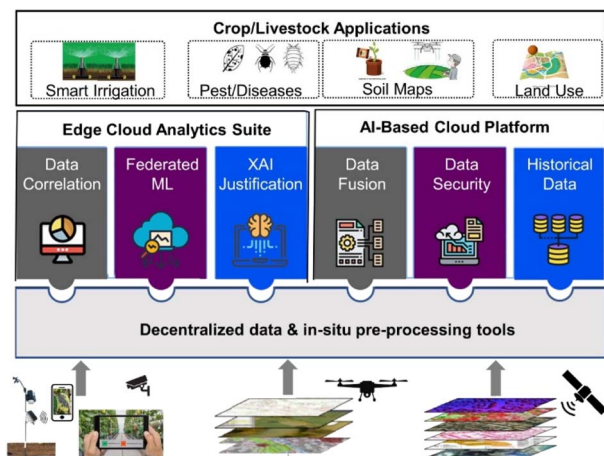 Crop/Livestock Applications
Smart Irrigation
Pest/Diseases
Soil Maps
Land Use
Edge Cloud Analytics Suite
AI-Based Cloud Platform
Data
Correlation
Federated
ML
XAI
Justification
Data
Fusion
Data
Security
Historical
Data
Decentralized data & in-situ pre-processing tools